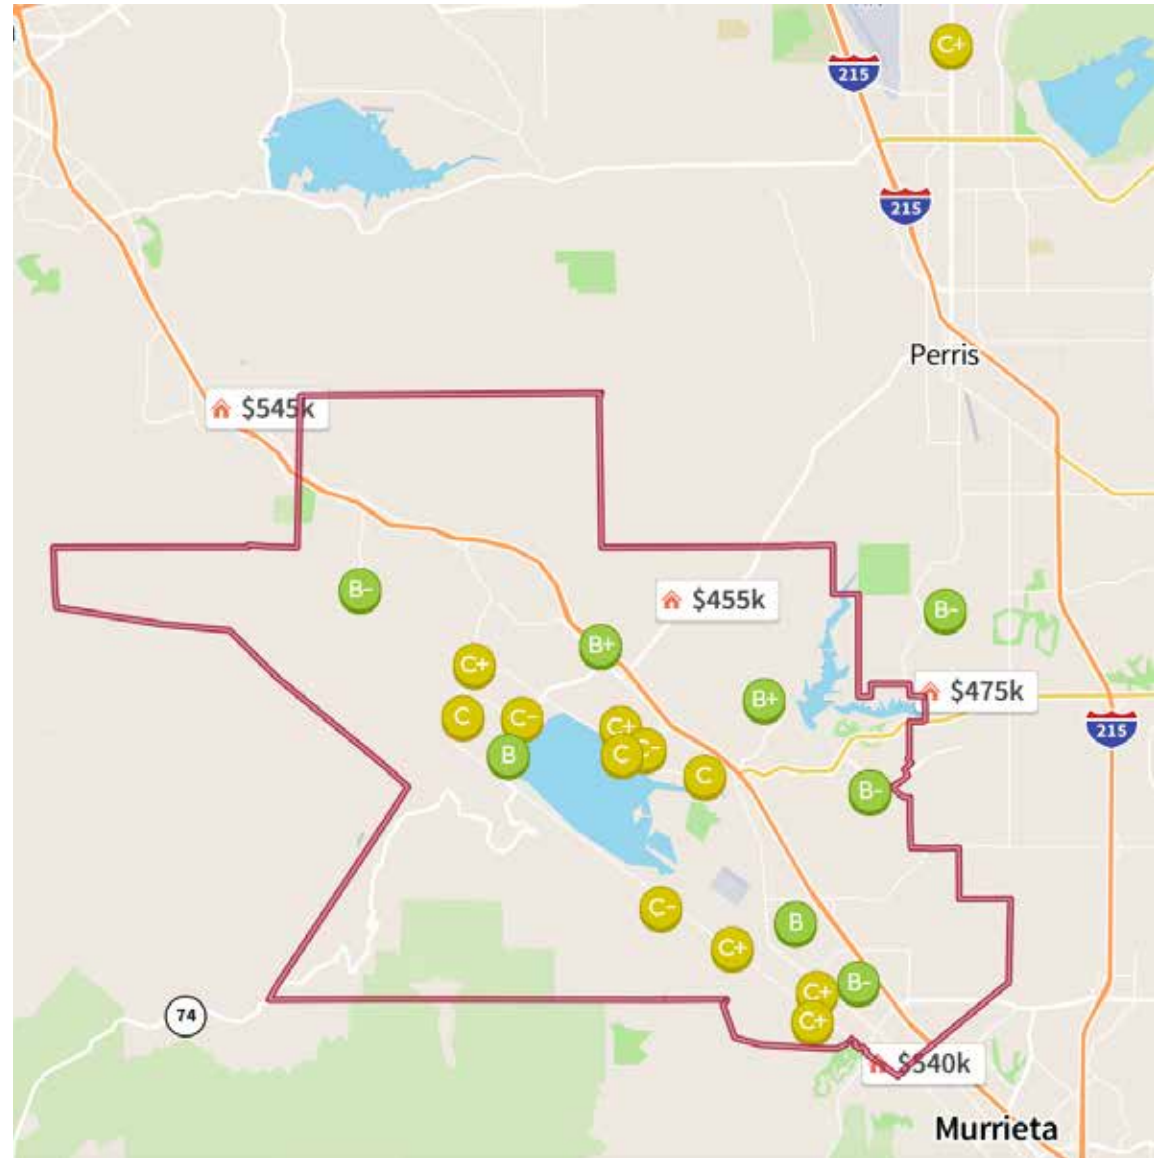 C+
215
215
Perris
$545k
B-
$455k
B-
B+
C+
$475k
B+
C
C-
C+
215
B
C
C-
C
B-
C-
B
C+
B-
C+
74
C+
$540k
Murrieta